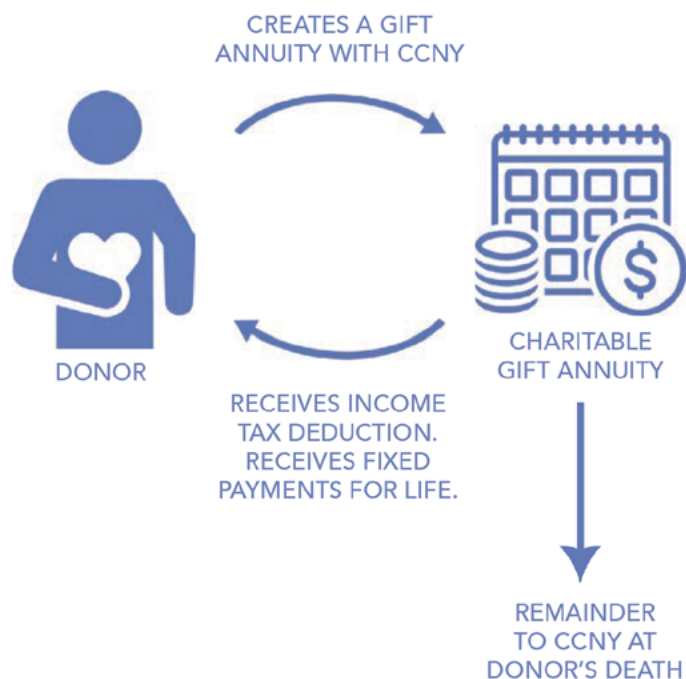 CREATES A GIFT
ANNUITY WITH CCNY
$
DONOR
CHARITABLE
GIFT ANNUITY
RECEIVES INCOME
TAX DEDUCTION.
RECEIVES FIXED
PAYMENTS FOR LIFE.
REMAINDER
TO CCNY AT
DONOR'S DEATH